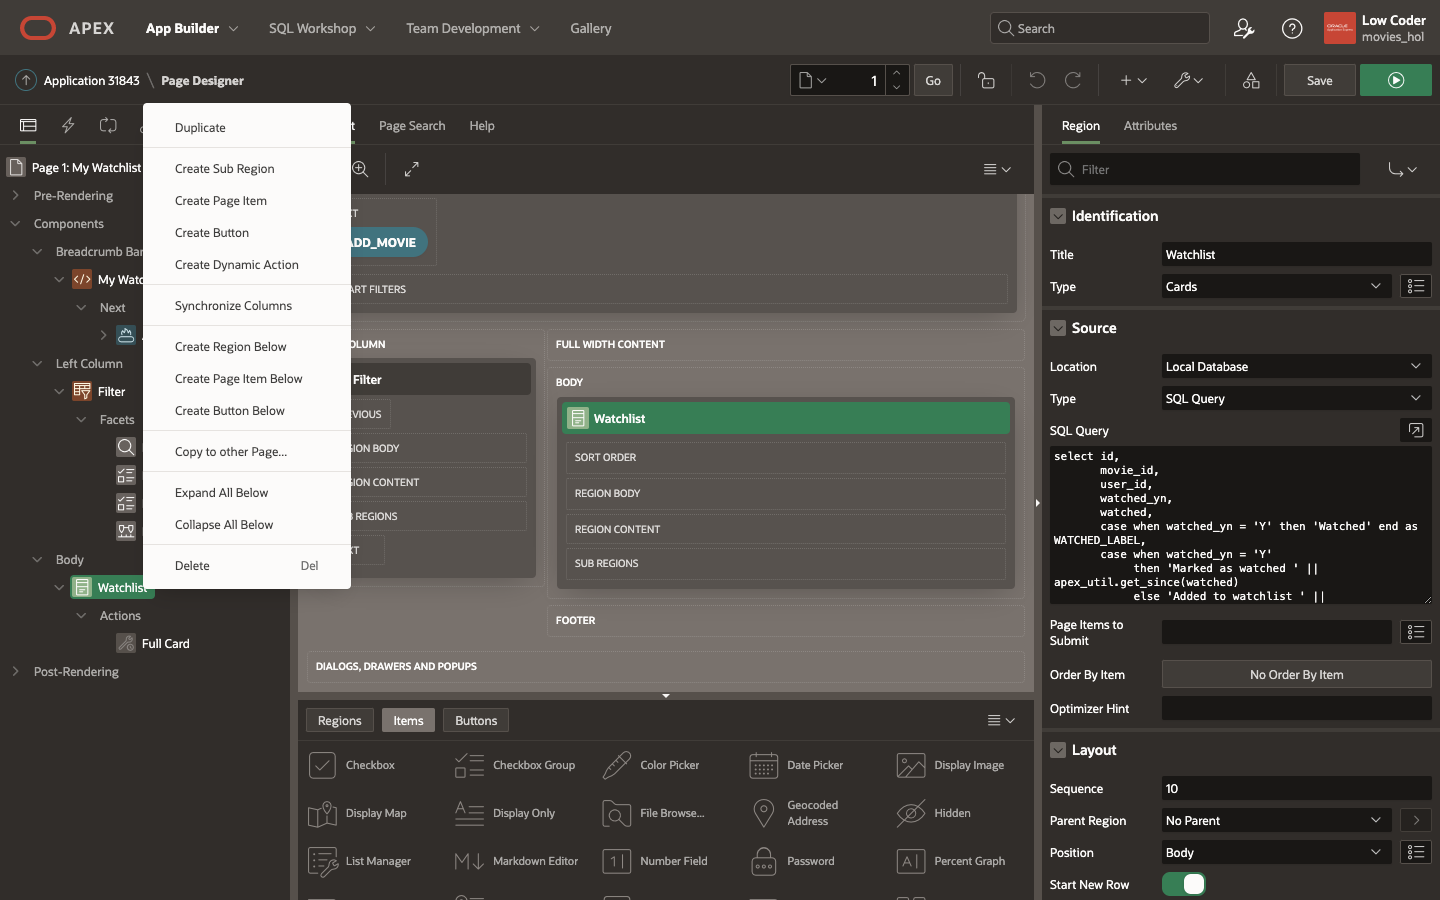 APEX
App Builder
SQL Workshop
Team Development
Gallery
Search
Low Coder
movies_hol
Application 31843 \ Page Designer
1
Go
Save
Page Search
Help
Page 1: My Watchlist
Pre-Rendering
Components
Breadcrumb Bar
My Watc
Next
Left Column
Filter
Facets
Body
Watchlist
Actions
Full Card
Post-Rendering
Duplicate
Create Sub Region
Create Page Item
Create Button
Create Dynamic Action
Synchronize Columns
Create Region Below
Create Page Item Below
Create Button Below
Copy to other Page...
Expand All Below
Collapse All Below
Delete Del
ADD_MOVIE
ART FILTERS
OLUMN
Filter
EVIOUS
GION BODY
GION CONTENT
B REGIONS
FULL WIDTH CONTENT
BODY
Watchlist
SORT ORDER
REGION BODY
REGION CONTENT
SUB REGIONS
FOOTER
DIALOGS, DRAWERS AND POPUPS
Regions
Items
Buttons
Checkbox
Checkbox Group
Color Picker
Date Picker
Display Image
Display Map
Display Only
File Browse...
Geocoded
Address
Hidden
List Manager
Markdown Editor
Number Field
Password
Percent Graph
Region
Attributes
Filter
Identification
Title Watchlist
Type Cards
Source
Location Local Database
Type SQL Query
SQL Query
select id,
movie_id,
user_id,
watched_yn,
watched,
case when watched_yn = 'Y' then 'Watched' end as
WATCHED_LABEL,
case when watched_yn = 'Y'
then 'Marked as watched ' ||
apex_util.get_since(watched)
else 'Added to watchlist ' ||
Page Items to
Submit
Order By Item No Order By Item
Optimizer Hint
Layout
Sequence 10
Parent Region No Parent
Position Body
Start New Row